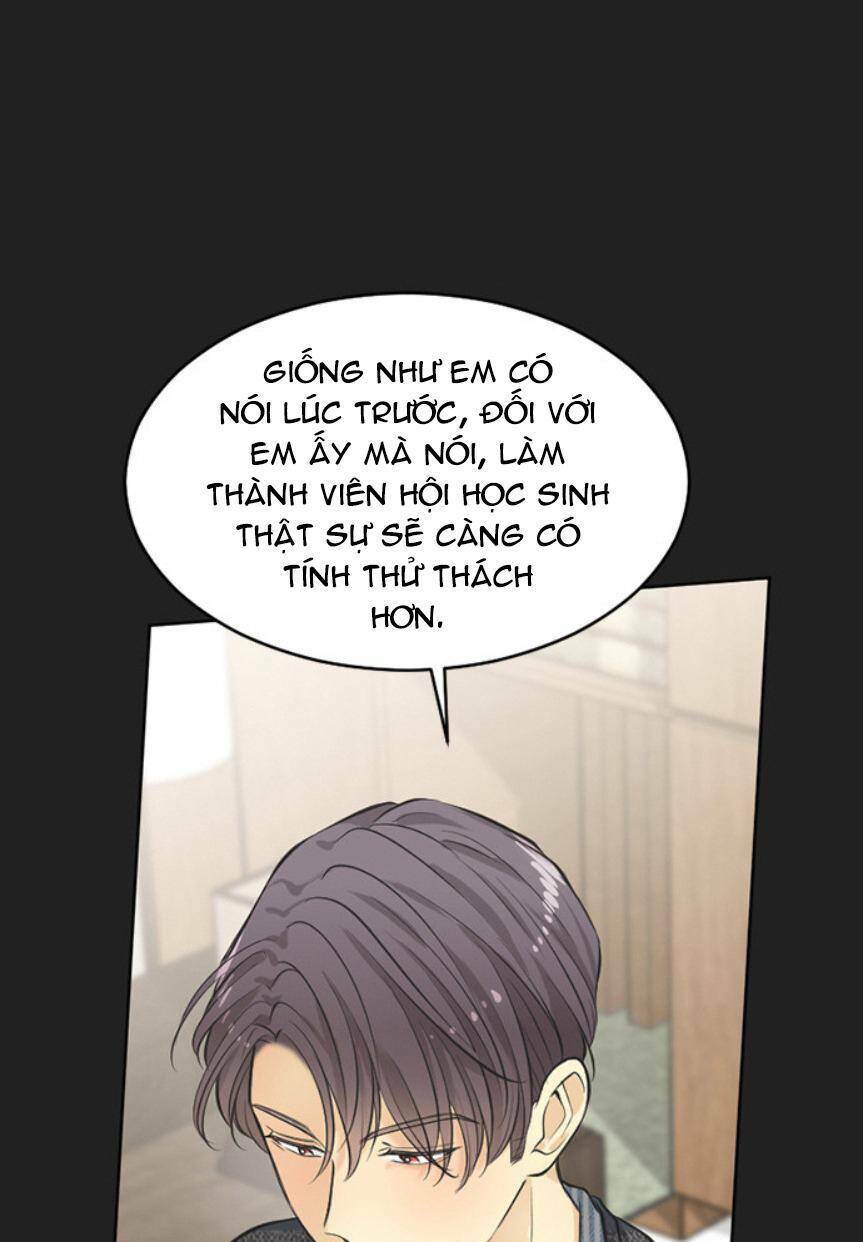 GIỐNG NHƯ EM CÓ
NÓI LÚC TRƯỚC, ĐỐI VỚI
EM ẤY MÀ NÓI, LÀM
THÀNH VIÊN HỘI HỌC SINH
THẬT SỰ SẼ CÀNG CÓ
TÍNH THỬ THÁCH
HƠN.